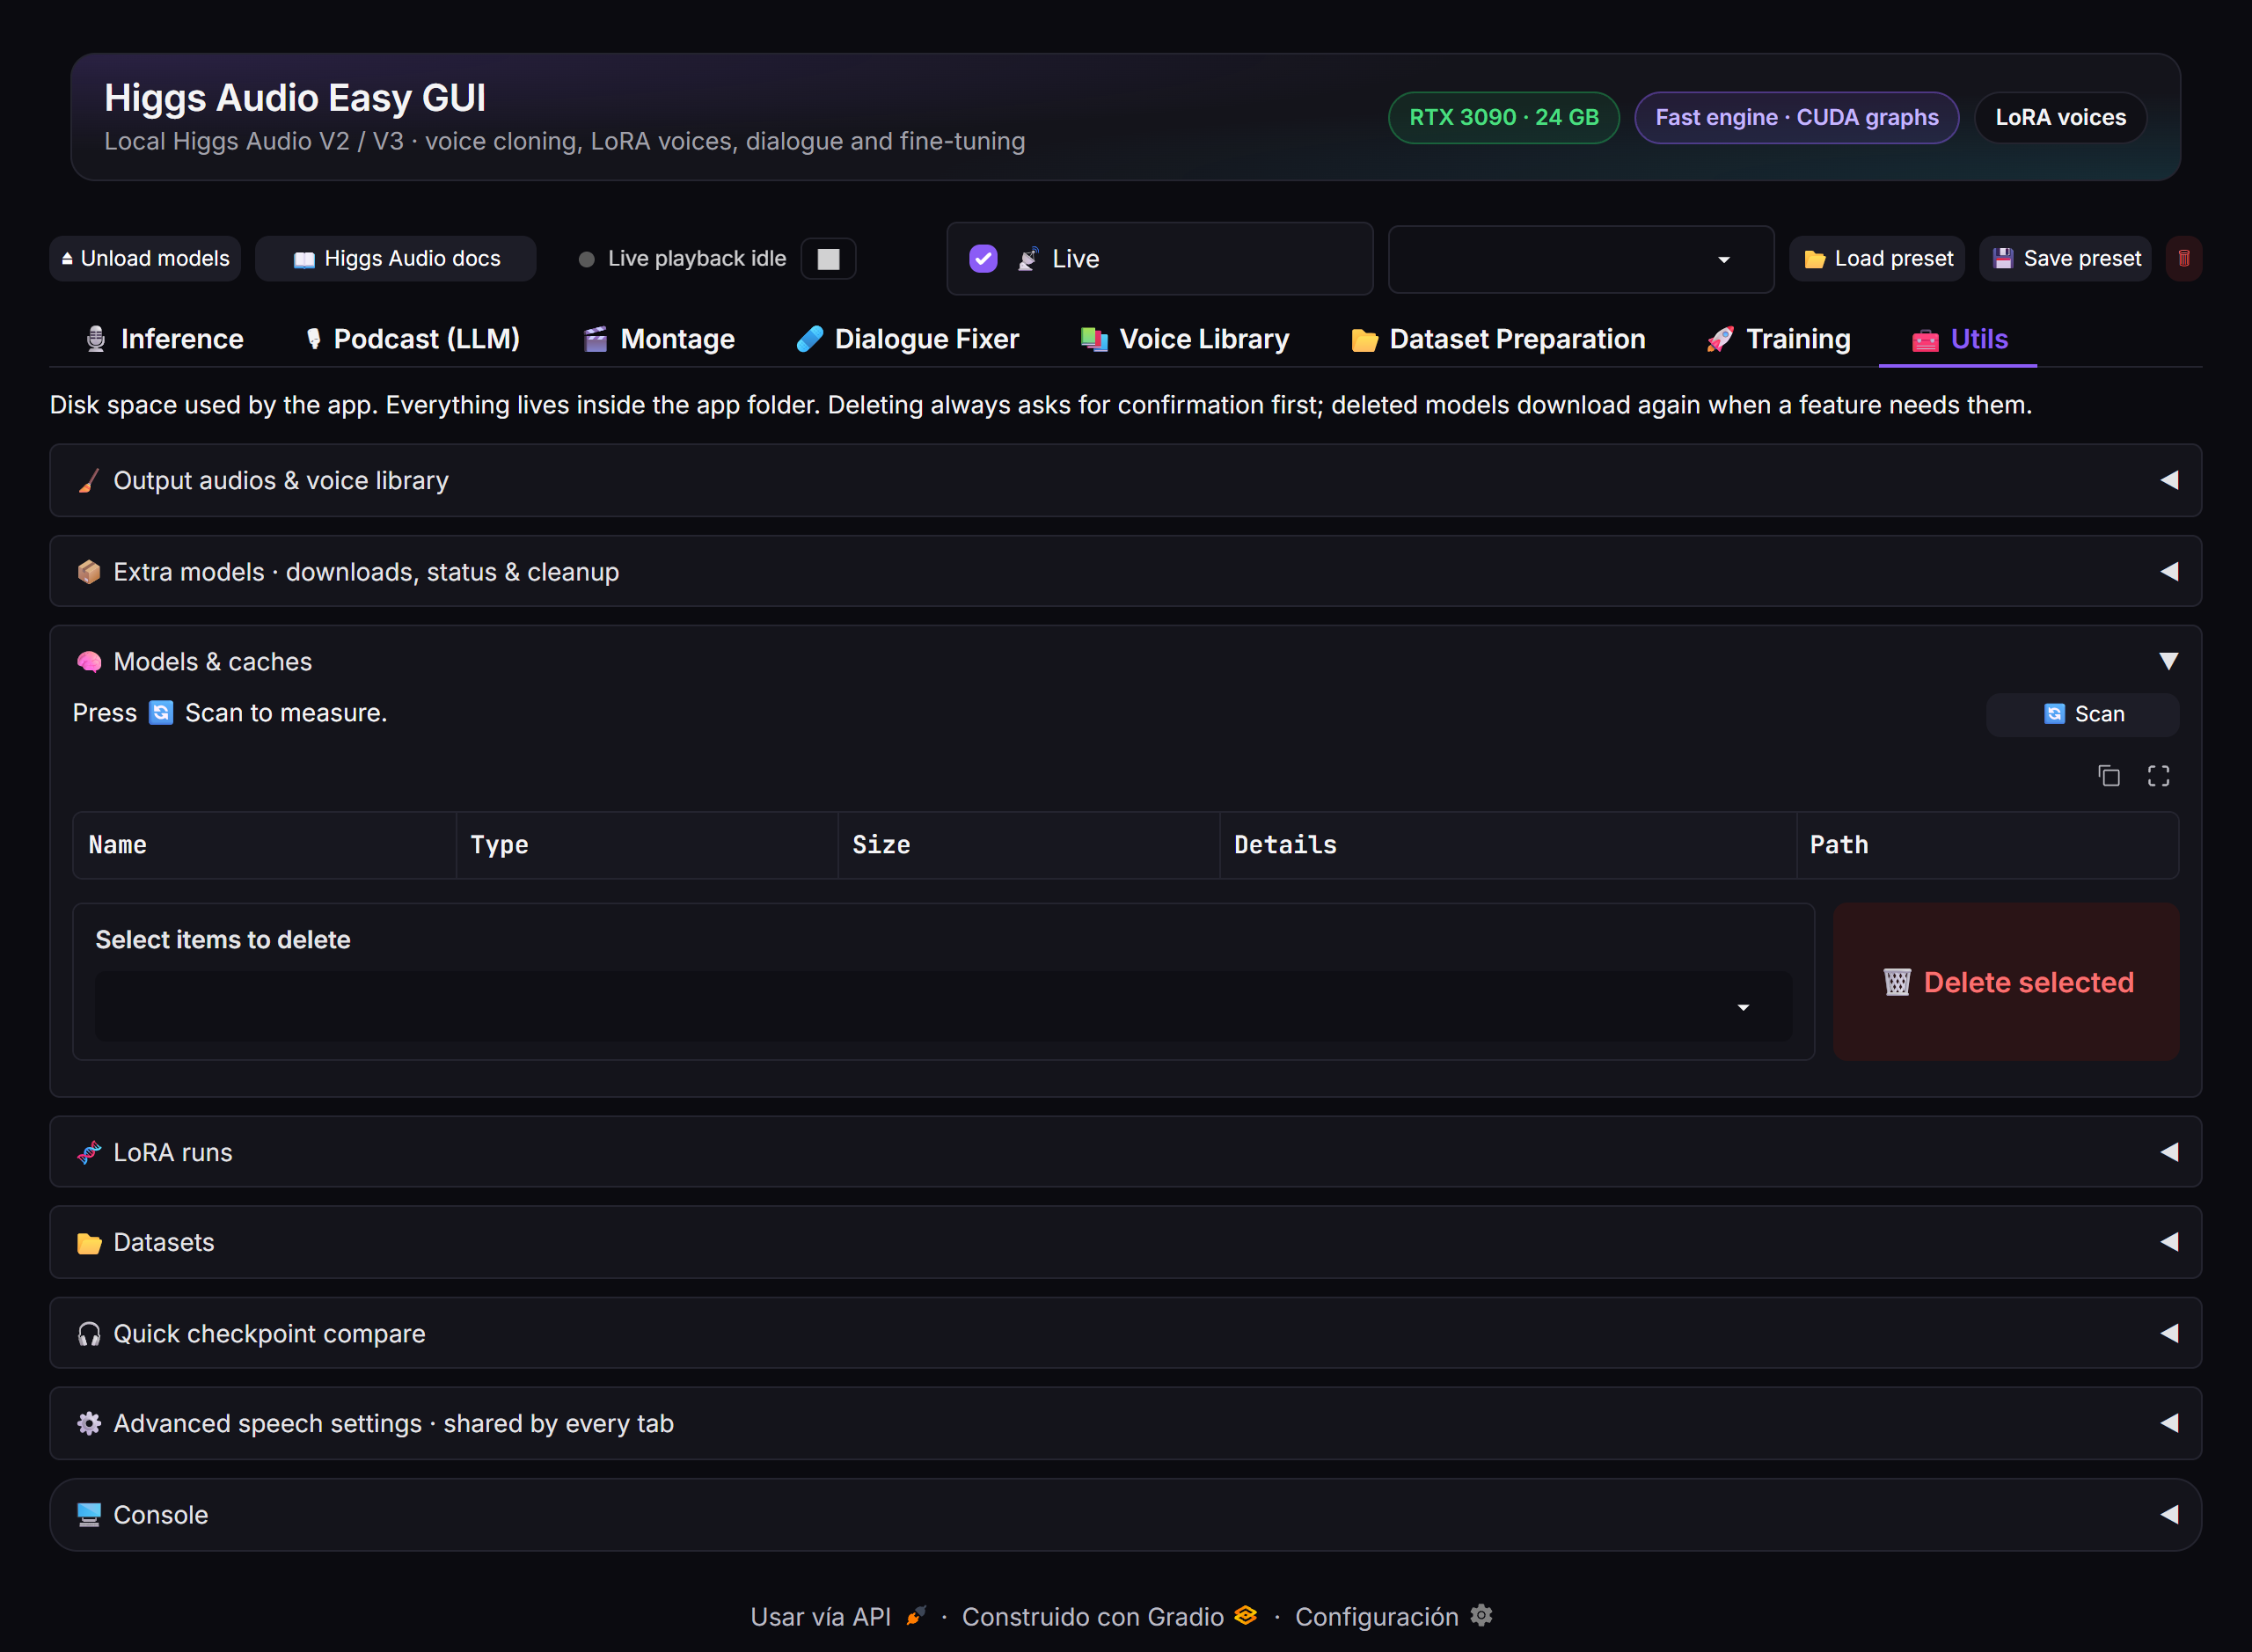 Higgs Audio Easy GUI
Local Higgs Audio V2 / V3 · voice cloning, LoRA voices, dialogue and fine-tuning
RTX 3090 · 24 GB
Fast engine · CUDA graphs
LoRA voices
Unload models
Higgs Audio docs
Live playback idle
Live
Load preset
Save preset
Inference
Podcast (LLM)
Montage
Dialogue Fixer
Voice Library
Dataset Preparation
Training
Utils
Disk space used by the app. Everything lives inside the app folder. Deleting always asks for confirmation first; deleted models download again when a feature needs them.
Output audios & voice library
Extra models · downloads, status & cleanup
Models & caches
Press 🔄 Scan to measure.
Scan
Name
Type
Size
Details
Path
Select items to delete
Delete selected
LoRA runs
Datasets
Quick checkpoint compare
Advanced speech settings · shared by every tab
Console
Usar vía API · Construido con Gradio · Configuración